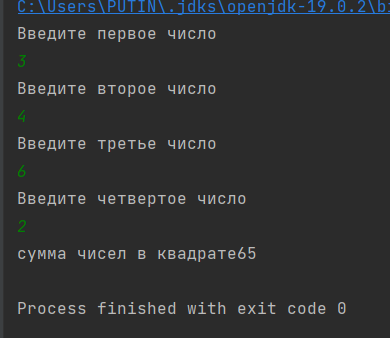 C:\Users\PUTIN\.jdks\openjdk-19.0.2\b
Введите первое число
3
Введите второе число
4
Введите третье число
6
Введите четвертое число
2
сумма чисел в квадрате65
Process finished with exit code 0